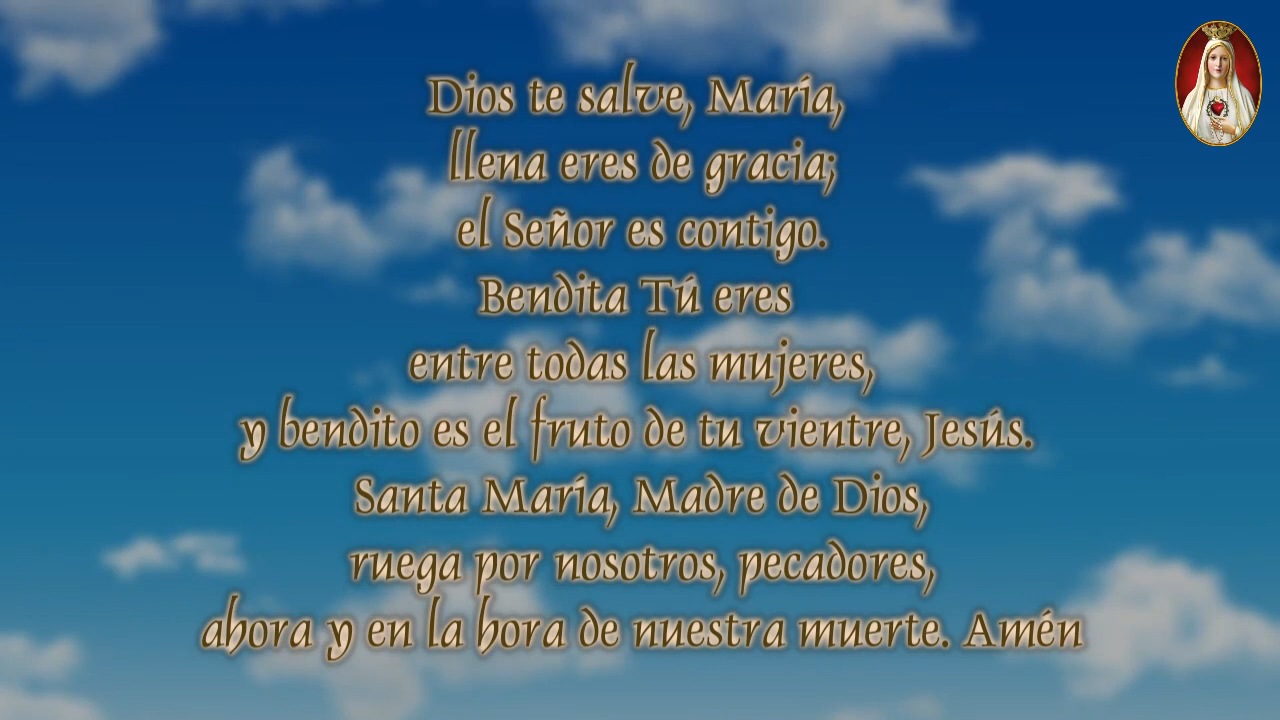 Dios te salve, María,
llena eres de gracia;
el Señor es contigo.
Bendita Tú eres
entre todas las mujeres,
y bendito es el fruto de tu vientre, Jesús.
Santa María, Madre de Dios,
ruega por nosotros, pecadores,
ahora y en la hora de nuestra muerte. Amén